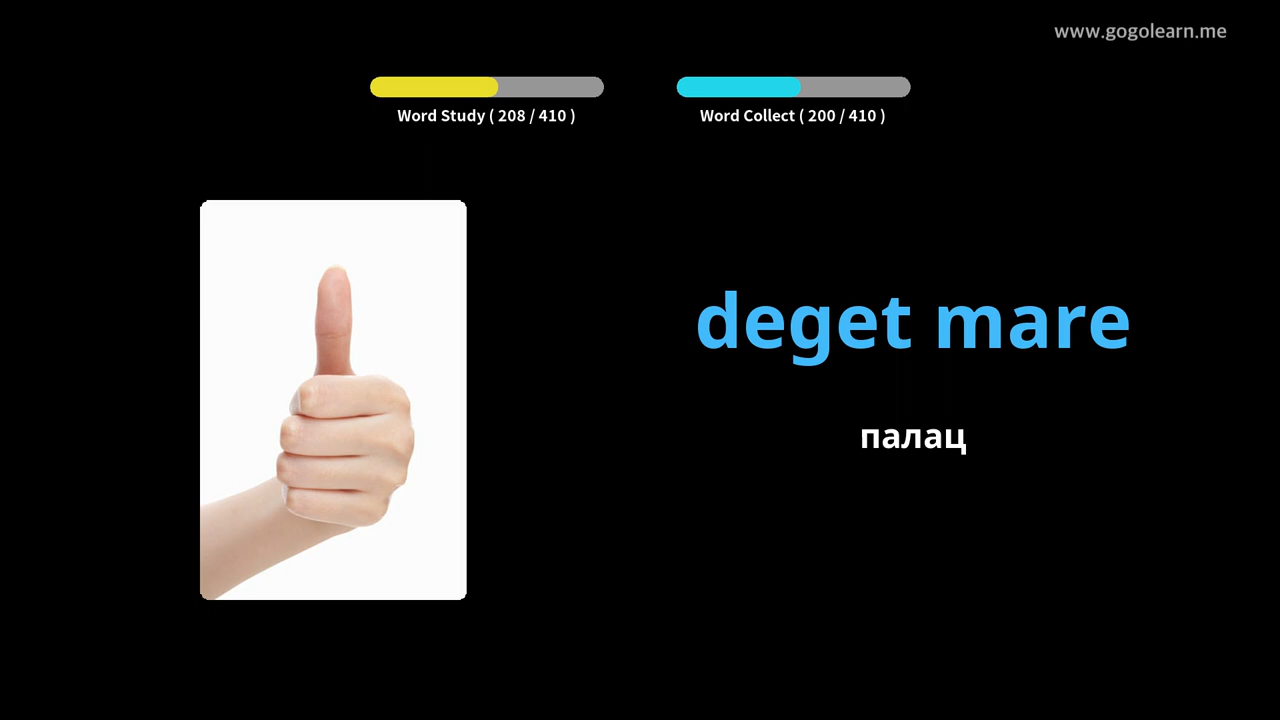 www.gogolearn.me
Word Study ( 208 / 410 )
Word Collect ( 200 / 410 )
deget mare
палац